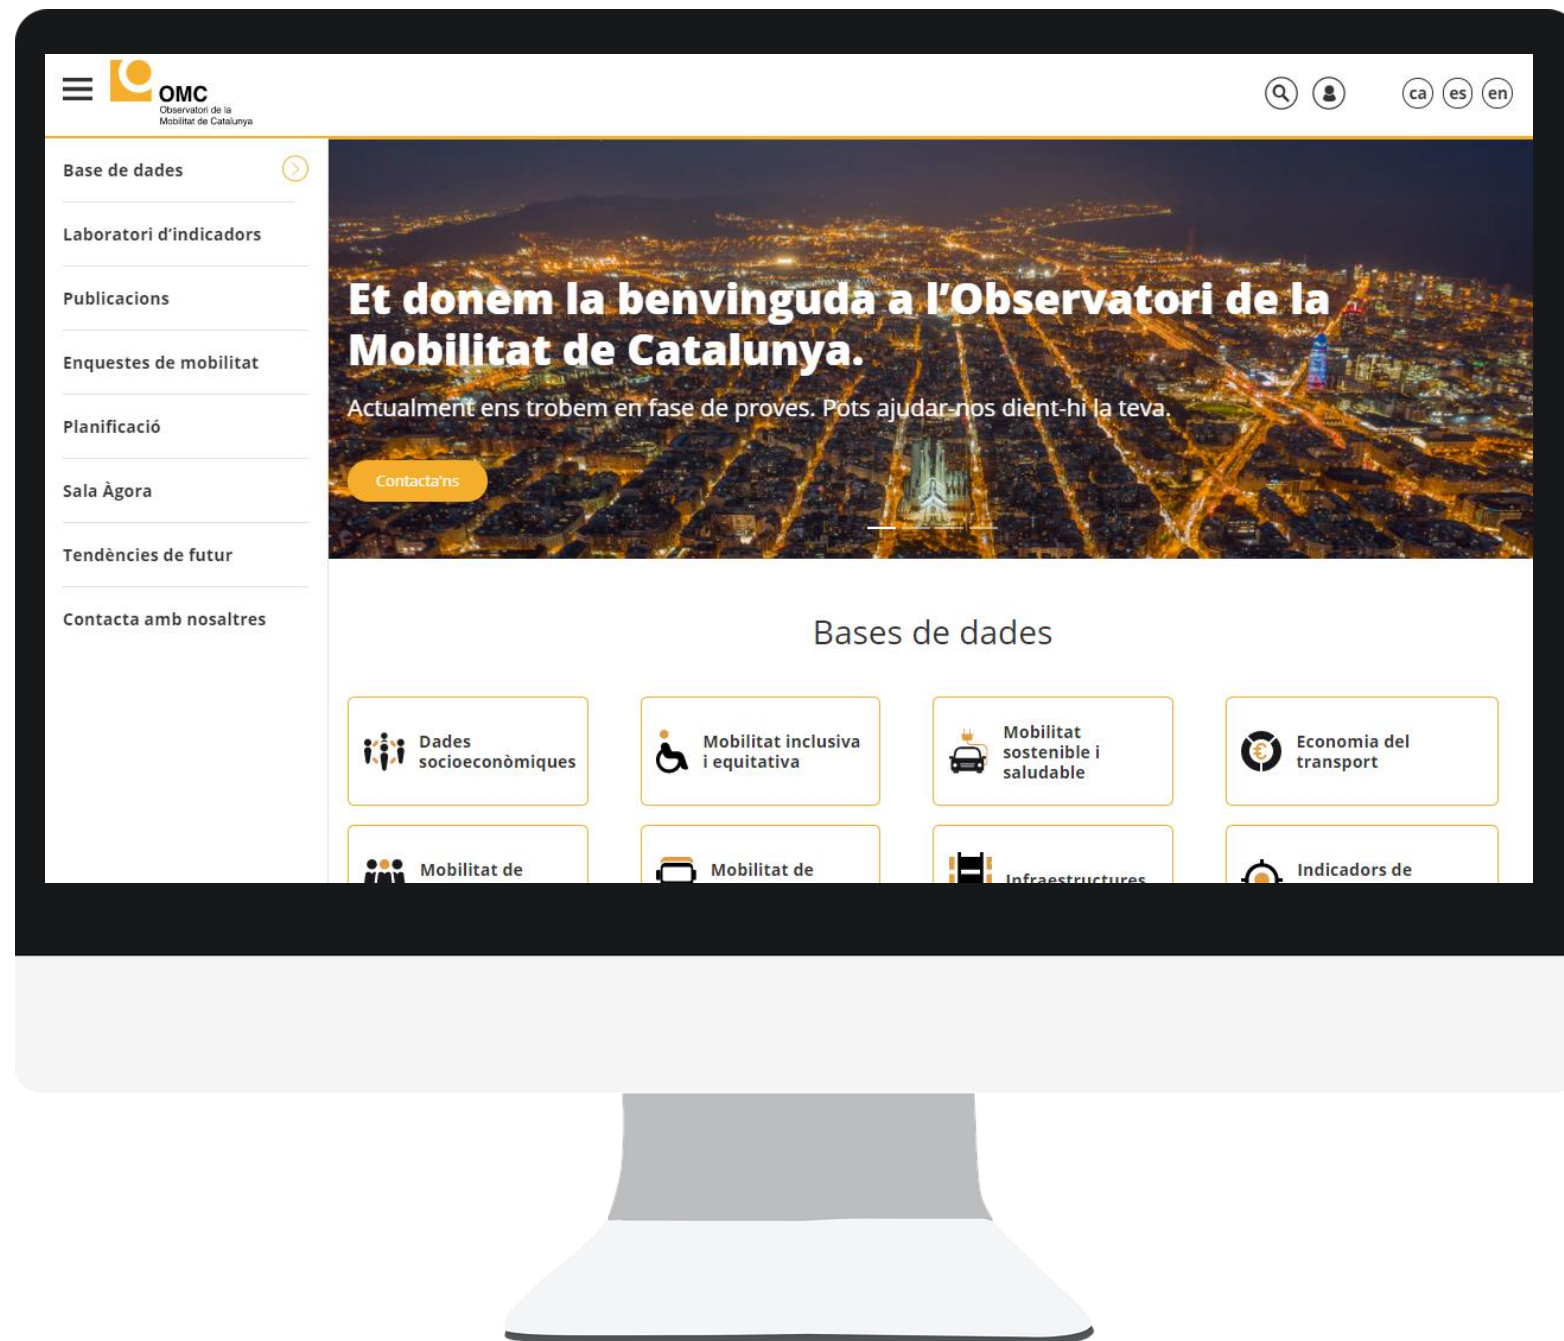 OMC
Observatori de la
Mobilitat de Catalunya
ca es en
Base de dades
Laboratori d'indicadors
Publicacions
Enquestes de mobilitat
Planificació
Sala Àgora
Tendències de futur
Contacta amb nosaltres
Et donem la benvinguda a l'Observatori de la
Mobilitat de Catalunya.
Actualment ens trobem en fase de proves. Pots ajudar-nos dient-hi la teva.
Contacta'ns
Bases de dades
Dades
socioeconòmiques
Mobilitat inclusiva
i equitativa
Mobilitat
sostenible i
saludable
Economia del
transport
Mobilitat de
Mobilitat de
Infraestructures
Indicadors de